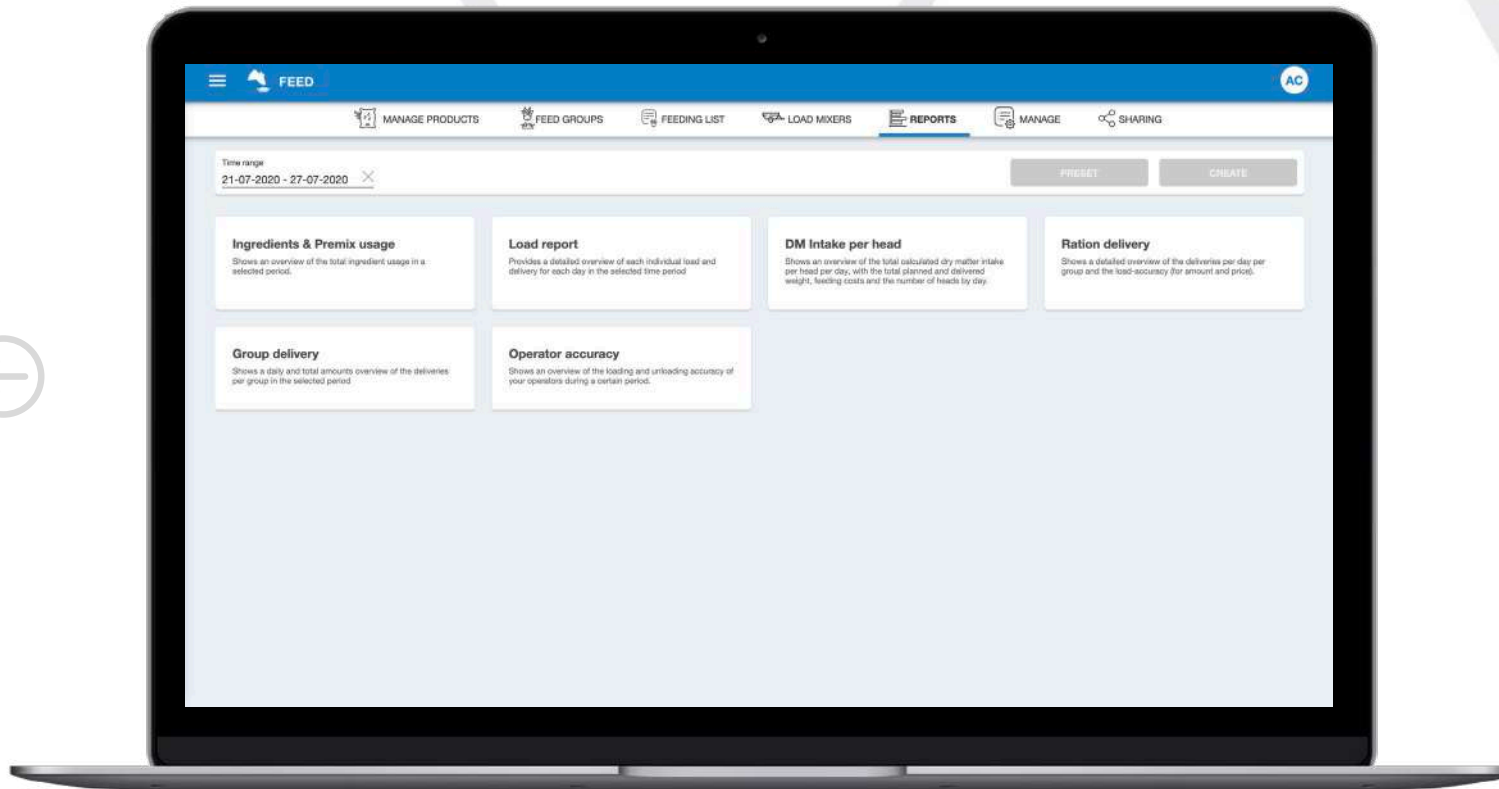 FEED
AC
MANAGE PRODUCTS
FEED GROUPS
FEEDING LIST
LOAD MIXERS
REPORTS
MANAGE
SHARING
Time range
21-07-2020 - 27-07-2020
PRESET
CREATE
Ingredients & Premix usage
Shows an overview of the total ingredient usage in a
selected period.
Load report
Provides a detailed overview of each individual load and
delivery for each day in the selected time period
DM Intake per head
Shows an overview of the total calculated dry matter intake
per head per day, with the total planned and delivered
weight, feeding costs and the number of heads by day.
Ration delivery
Shows a detailed overview of the deliveries per day per
group and the load-accuracy (for amount and price).
Group delivery
Shows a daily and total amounts overview of the deliveries
per group in the selected period
Operator accuracy
Shows an overview of the loading and unloading accuracy of
your operators during a certain period.